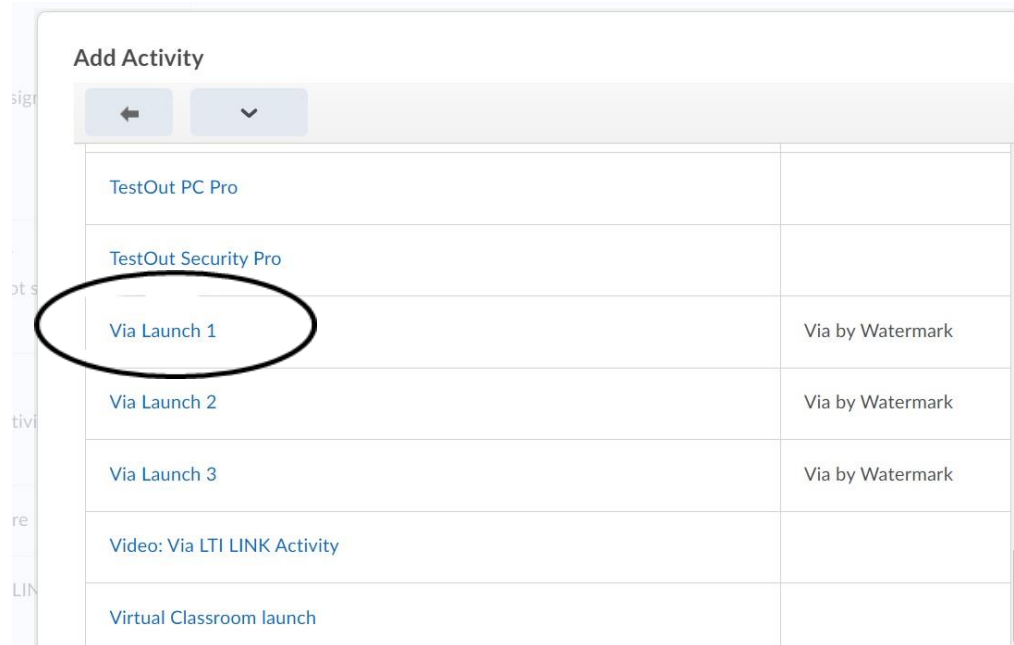 Add Activity
TestOut PC Pro
TestOut Security Pro
Via Launch 1 Via by Watermark
Via Launch 2 Via by Watermark
Via Launch 3 Via by Watermark
Video: Via LTI LINK Activity
Virtual Classroom launch